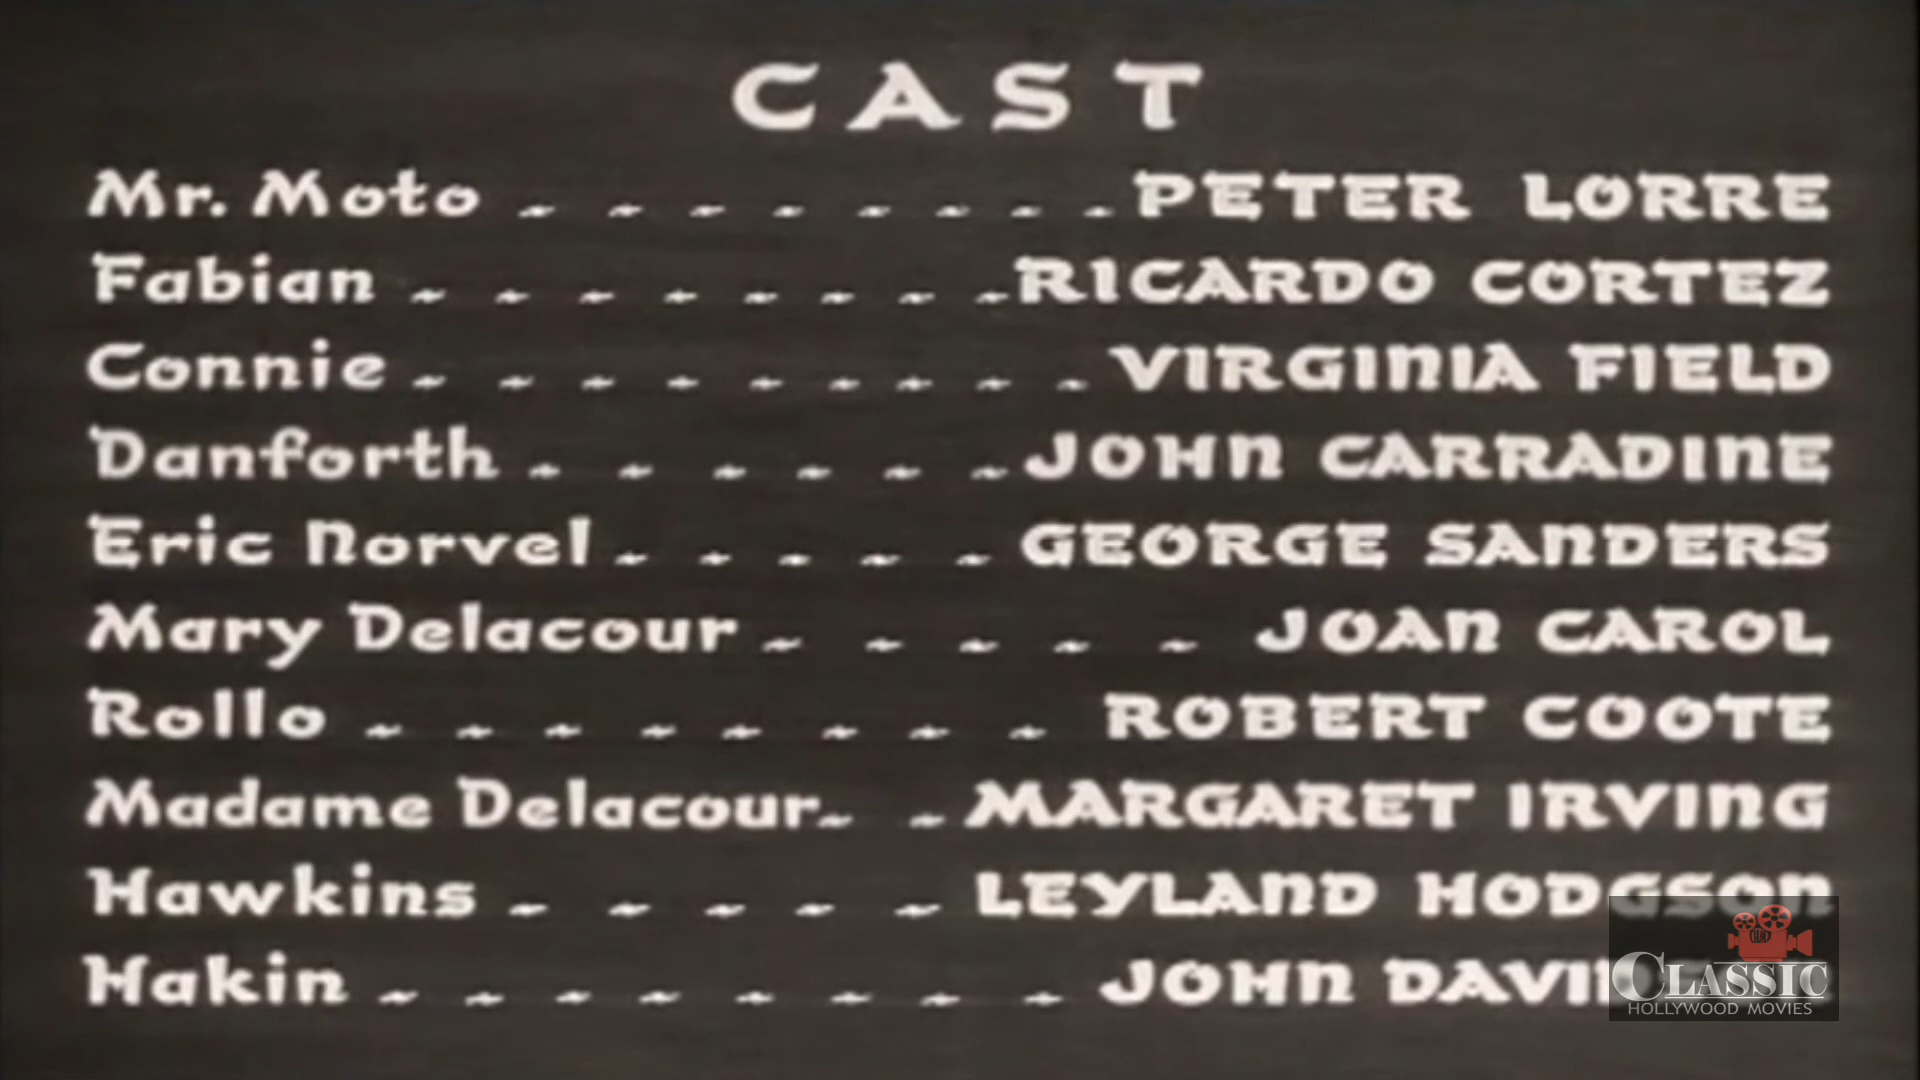 CAST
Mr. Moto PETER LORRE
Fabian RICARDO CORTEZ
Connie VIRGINIA FIELD
Danforth JOHN CARRADINE
Eric Norvel GEORGE SANDERS
Mary Delacour JOAN CAROL
Rollo ROBERT COOTE
Madame Delacour MARGARET IRVING
Hawkins LEYLAND HODGSON
Hakin JOHN
CLASSIC
HOLLYWOOD MOVIES